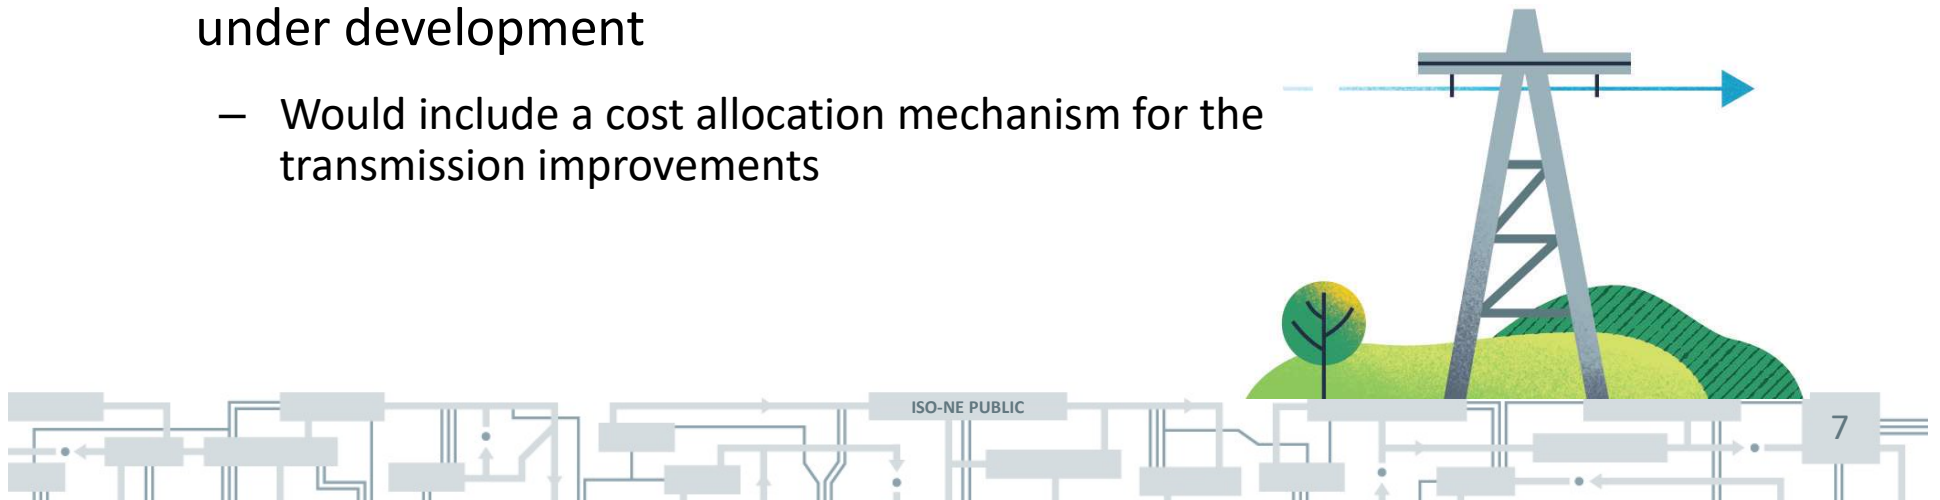 under development
– Would include a cost allocation mechanism for the
transmission improvements
ISO-NE PUBLIC
7